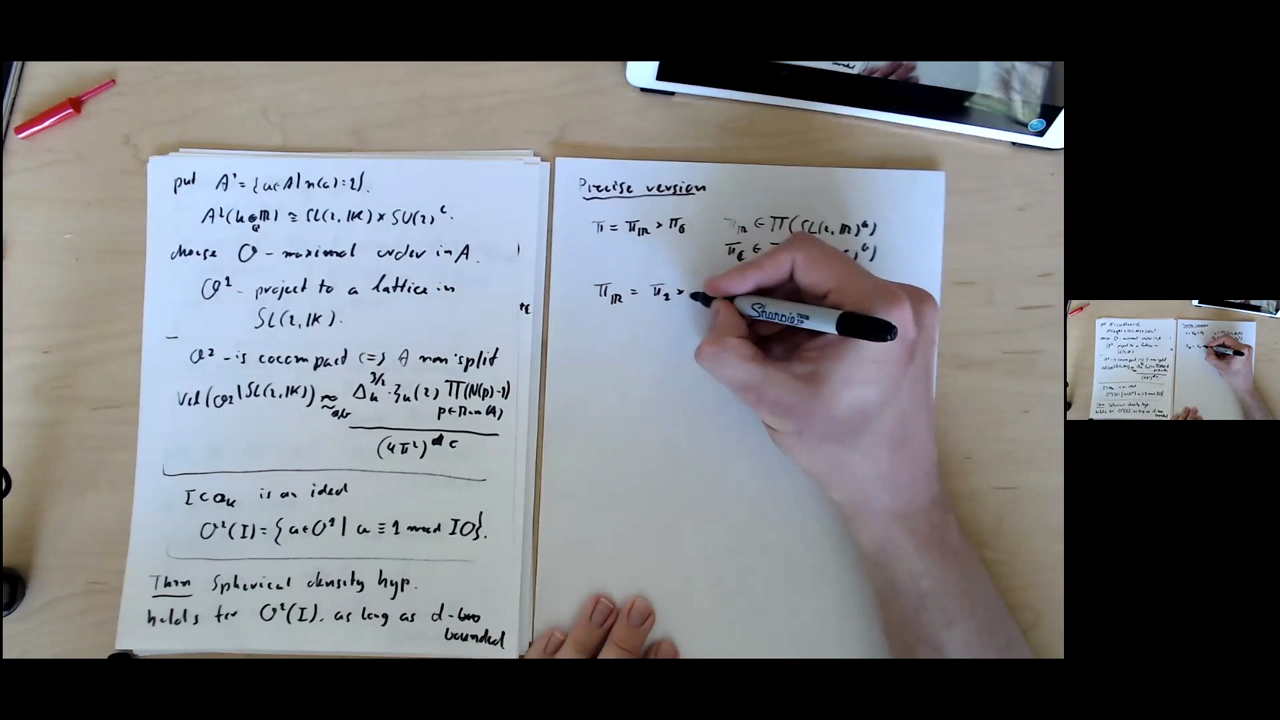 put A¹ = {a∈A | n(a)=1}.
A¹(k⊗ℝ) ≅ SL(2,𝕂) × SU(2)^c.
ℚ
choose O - maximal order in A.
O¹ - project to a lattice in
SL(2,𝕂).
O¹ - is cocompact (=) A non split
Vol(O¹\SL(2,𝕂)) ≈ Δ_k^{3/2} · ζ_k(2) ∏(N(p)-1)
p∈Ram(A)
(4π²)^c
I⊂O_k is an ideal
O¹(I) = {a∈O¹ | a ≡ 1 mod IO}.
Thm Spherical density hyp.
holds for O¹(I), as long as d-
bounded
Precise version
π = π_ℝ × π_ℂ
π_ℝ ∈ Π(SL(2,ℝ)^a)
π_ℂ ∈
π_ℝ = π_1 ×
Sharpie